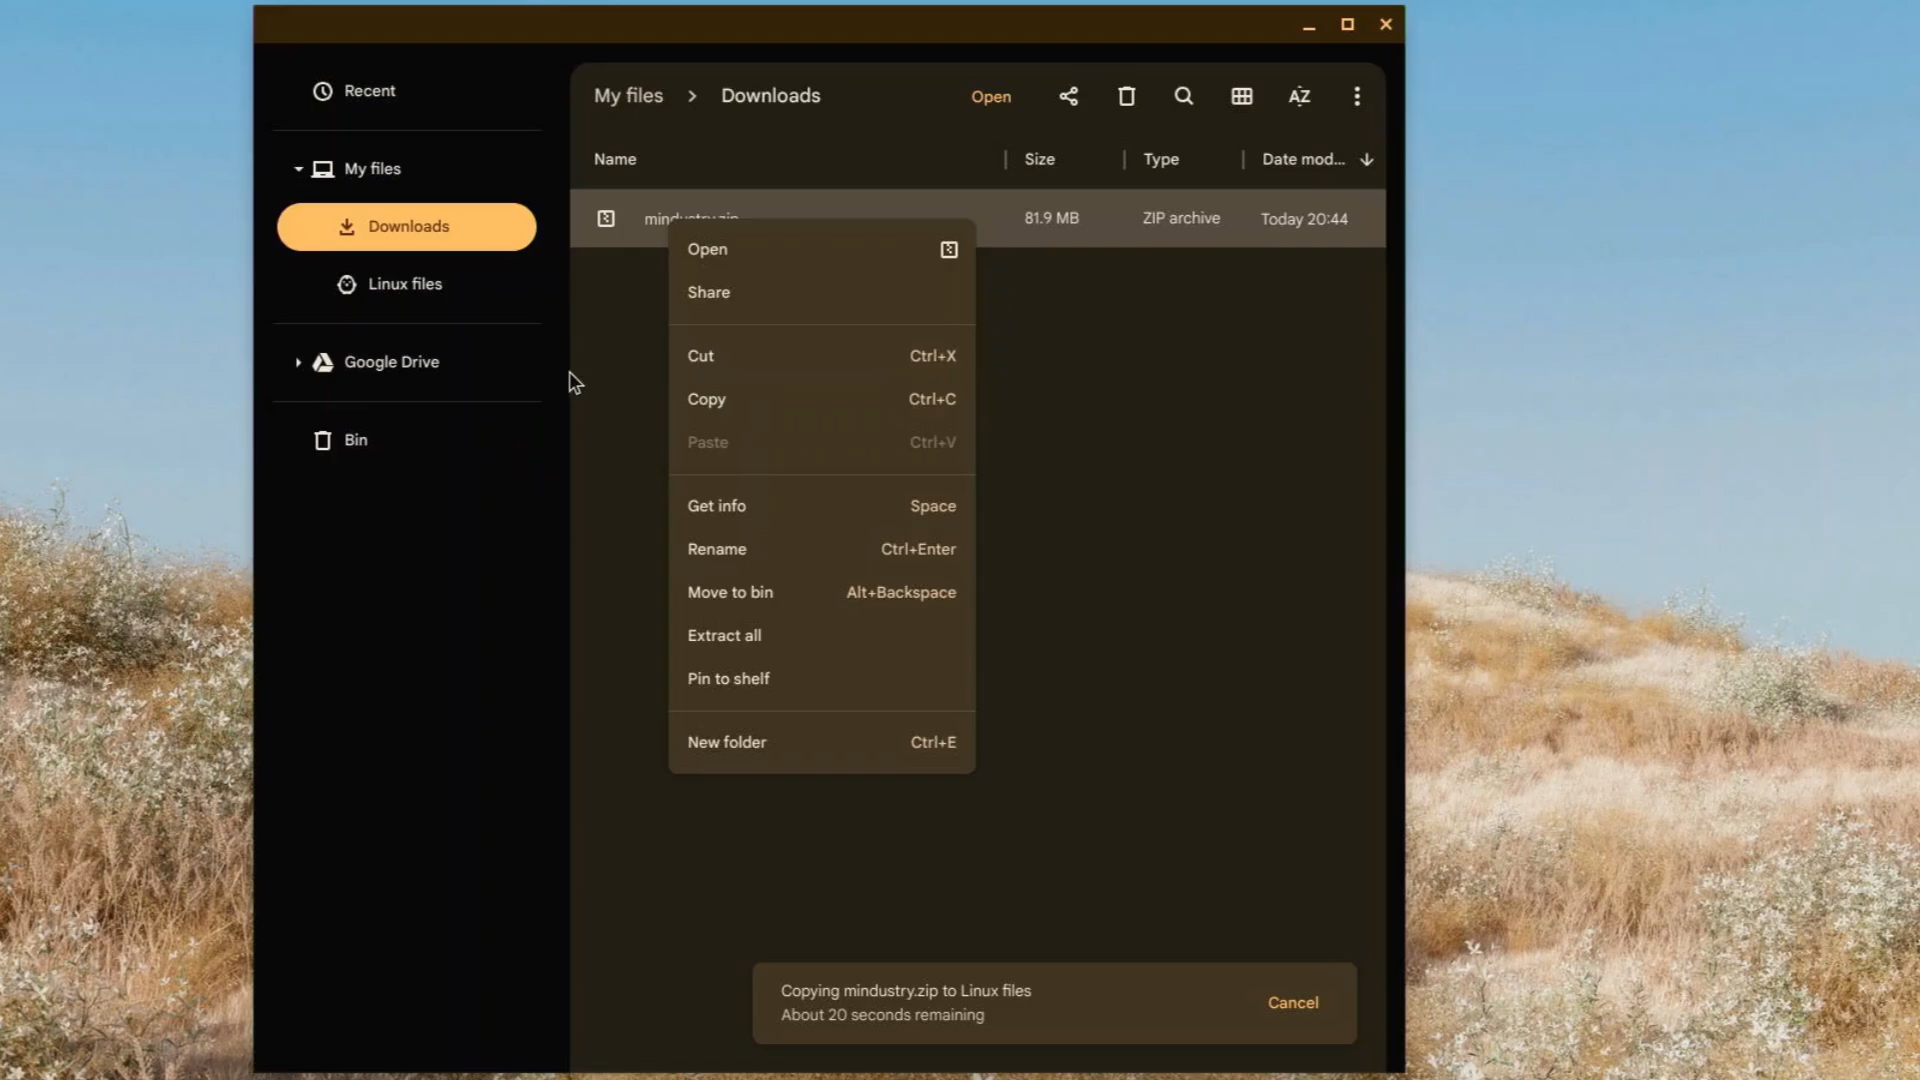 Recent
My files
Downloads
Linux files
Google Drive
Bin
My files > Downloads
Open
AZ
Name
Size
Type
Date mod...
mindustry.zip
81.9 MB
ZIP archive
Today 20:44
Open
Share
Cut Ctrl+X
Copy Ctrl+C
Paste Ctrl+V
Get info Space
Rename Ctrl+Enter
Move to bin Alt+Backspace
Extract all
Pin to shelf
New folder Ctrl+E
Copying mindustry.zip to Linux files
About 20 seconds remaining
Cancel